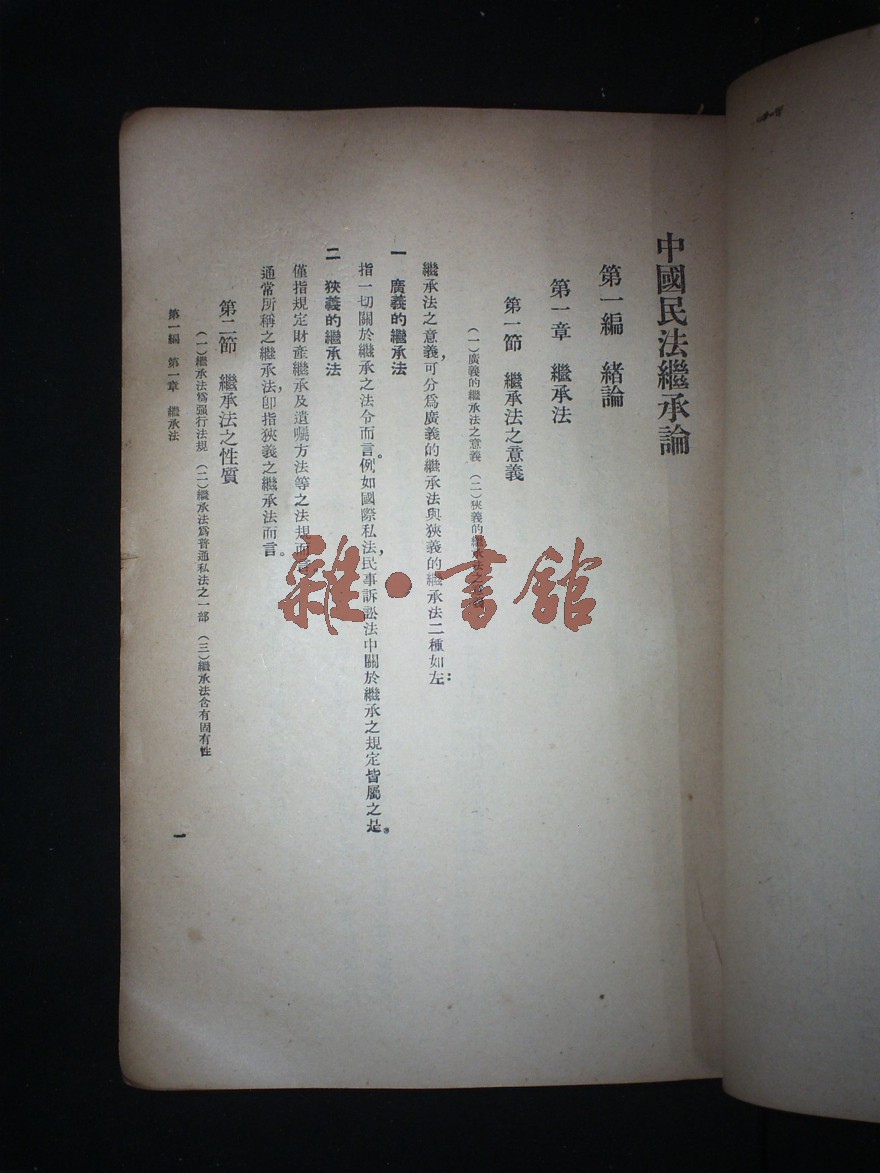 中國民法繼承論
第一編　緒論
第一章　繼承法
第一節　繼承法之意義
（一）廣義的繼承法之意義　（二）狹義的繼承法之意義
繼承法之意義，可分爲廣義的繼承法與狹義的繼承法二種如左：
一　廣義的繼承法
指一切關於繼承之法令而言。例如國際私法民事訴訟法中關於繼承之規定皆屬之是。
二　狹義的繼承法
僅指規定財產繼承及遺囑方法等之法規而言，
通常所稱之繼承法，卽指狹義之繼承法而言。
第二節　繼承法之性質
（一）繼承法爲强行法規　（二）繼承法爲普通私法之一部　（三）繼承法含有固有性
第一編　第一章　繼承法
一
雜·書館